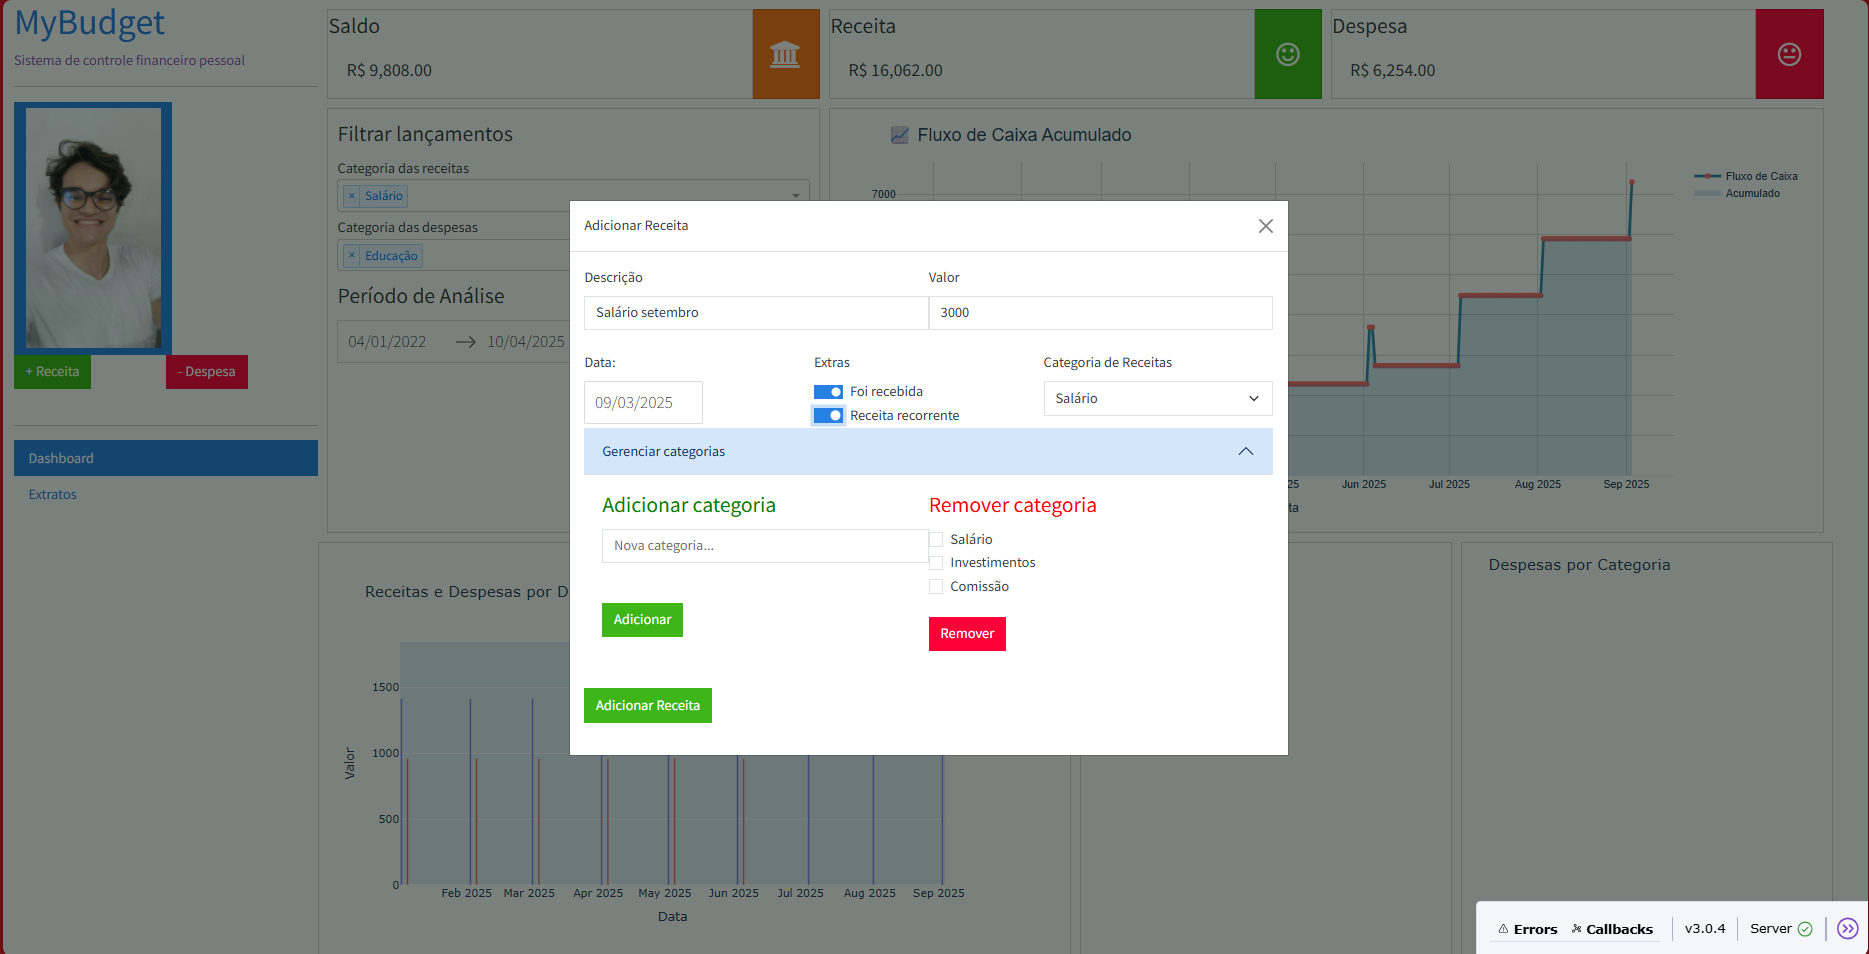 MyBudget
Sistema de controle financeiro pessoal
+ Receita
- Despesa
Dashboard
Extratos
Saldo
R$ 9,808.00
Receita
R$ 16,062.00
Despesa
R$ 6,254.00
Filtrar lançamentos
Categoria das receitas
× Salário
Categoria das despesas
× Educação
Período de Análise
04/01/2022 → 10/04/2025
Fluxo de Caixa Acumulado
7000
Fluxo de Caixa
Acumulado
25
Jun 2025
Jul 2025
Aug 2025
Sep 2025
ta
Adicionar Receita
Descrição
Valor
Salário setembro
3000
Data:
Extras
Categoria de Receitas
09/03/2025
Foi recebida
Receita recorrente
Salário
Gerenciar categorias
Adicionar categoria
Nova categoria...
Adicionar
Remover categoria
Salário
Investimentos
Comissão
Remover
Adicionar Receita
Receitas e Despesas por D
1500
1000
500
0
Valor
Feb 2025
Mar 2025
Apr 2025
May 2025
Jun 2025
Jul 2025
Aug 2025
Sep 2025
Data
Despesas por Categoria
Errors
Callbacks
v3.0.4
Server